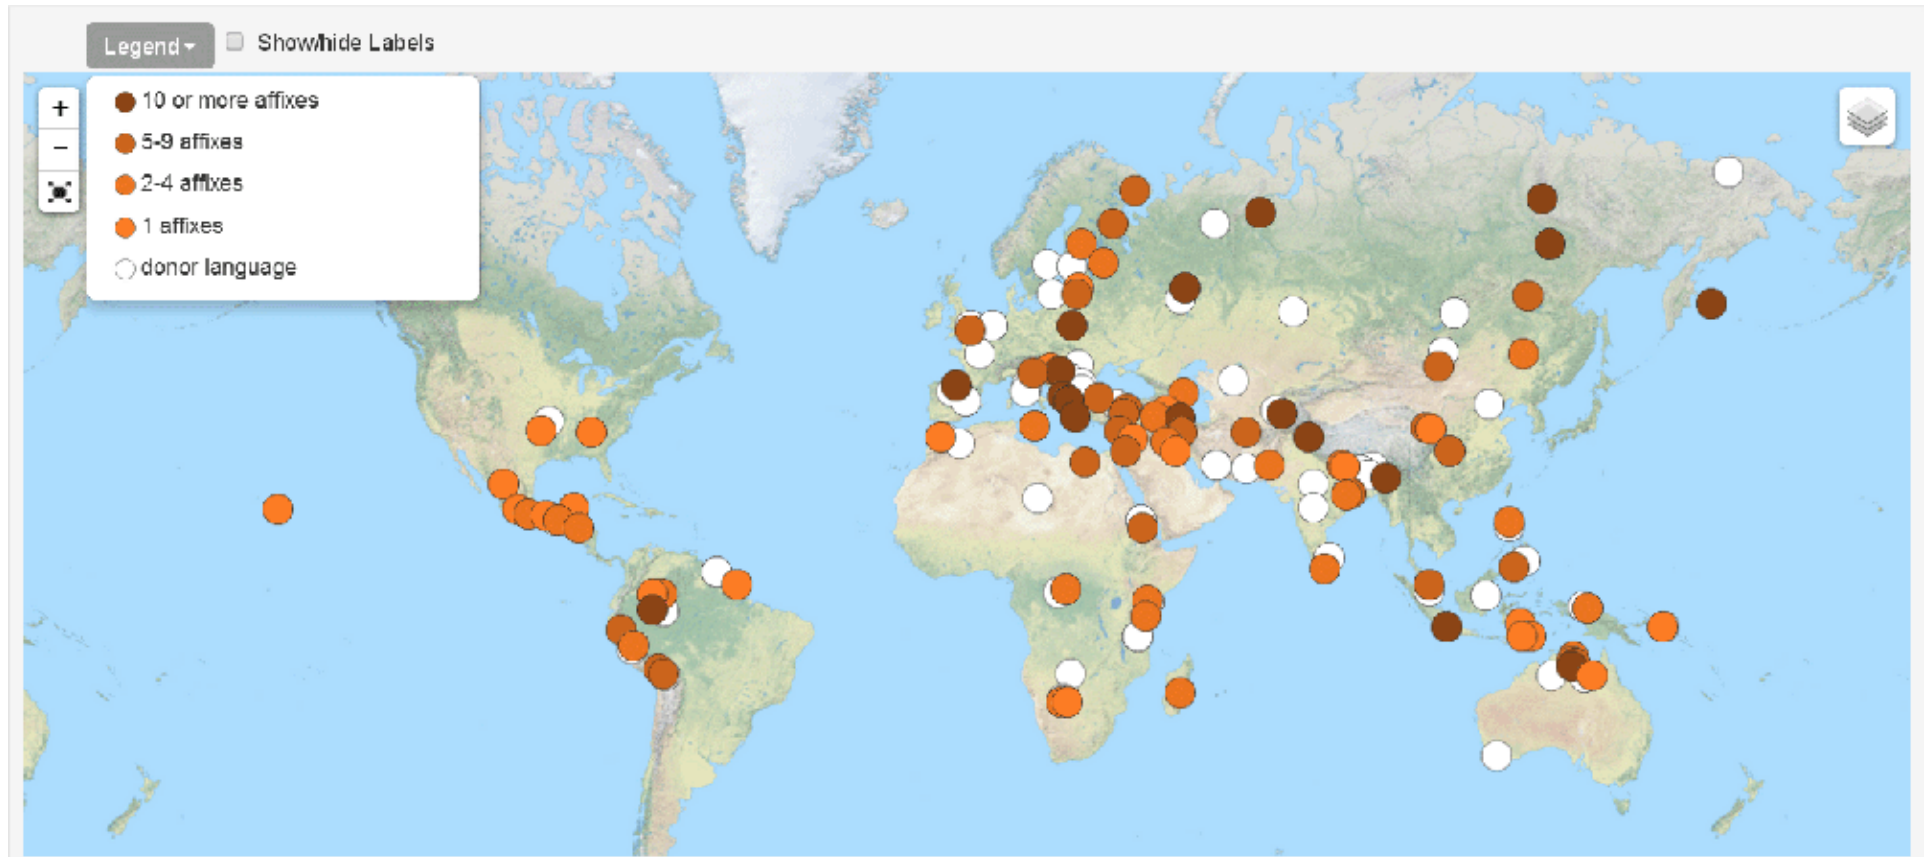 Legend
Show/hide Labels
+
10 or more affixes
−
5-9 affixes
2-4 affixes
1 affixes
donor language